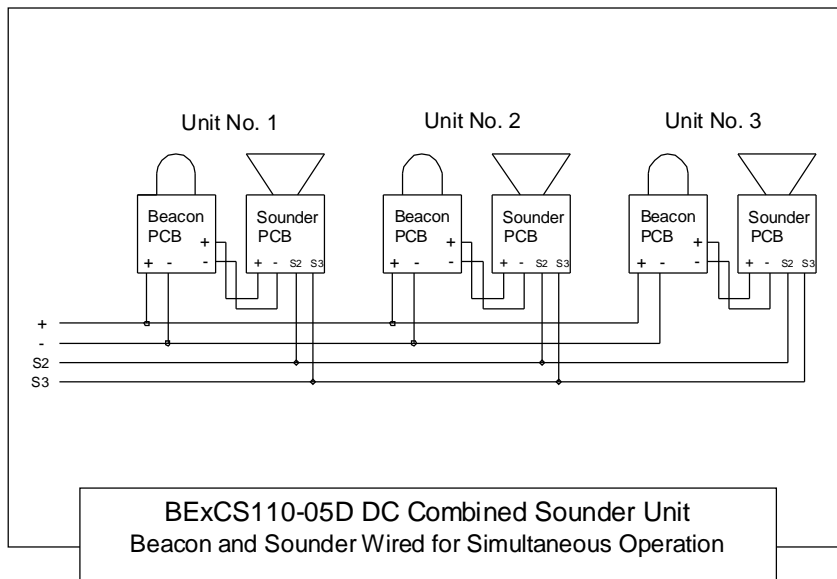 Unit No. 1
Unit No. 2
Unit No. 3
Beacon
PCB
+
-
+ -
Sounder
PCB
+ - S2 S3
Beacon
PCB
+
-
+ -
Sounder
PCB
+ - S2 S3
Beacon
PCB
+
-
+ -
Sounder
PCB
+ - S2 S3
+
-
S2
S3
BExCS110-05D DC Combined Sounder Unit
Beacon and Sounder Wired for Simultaneous Operation